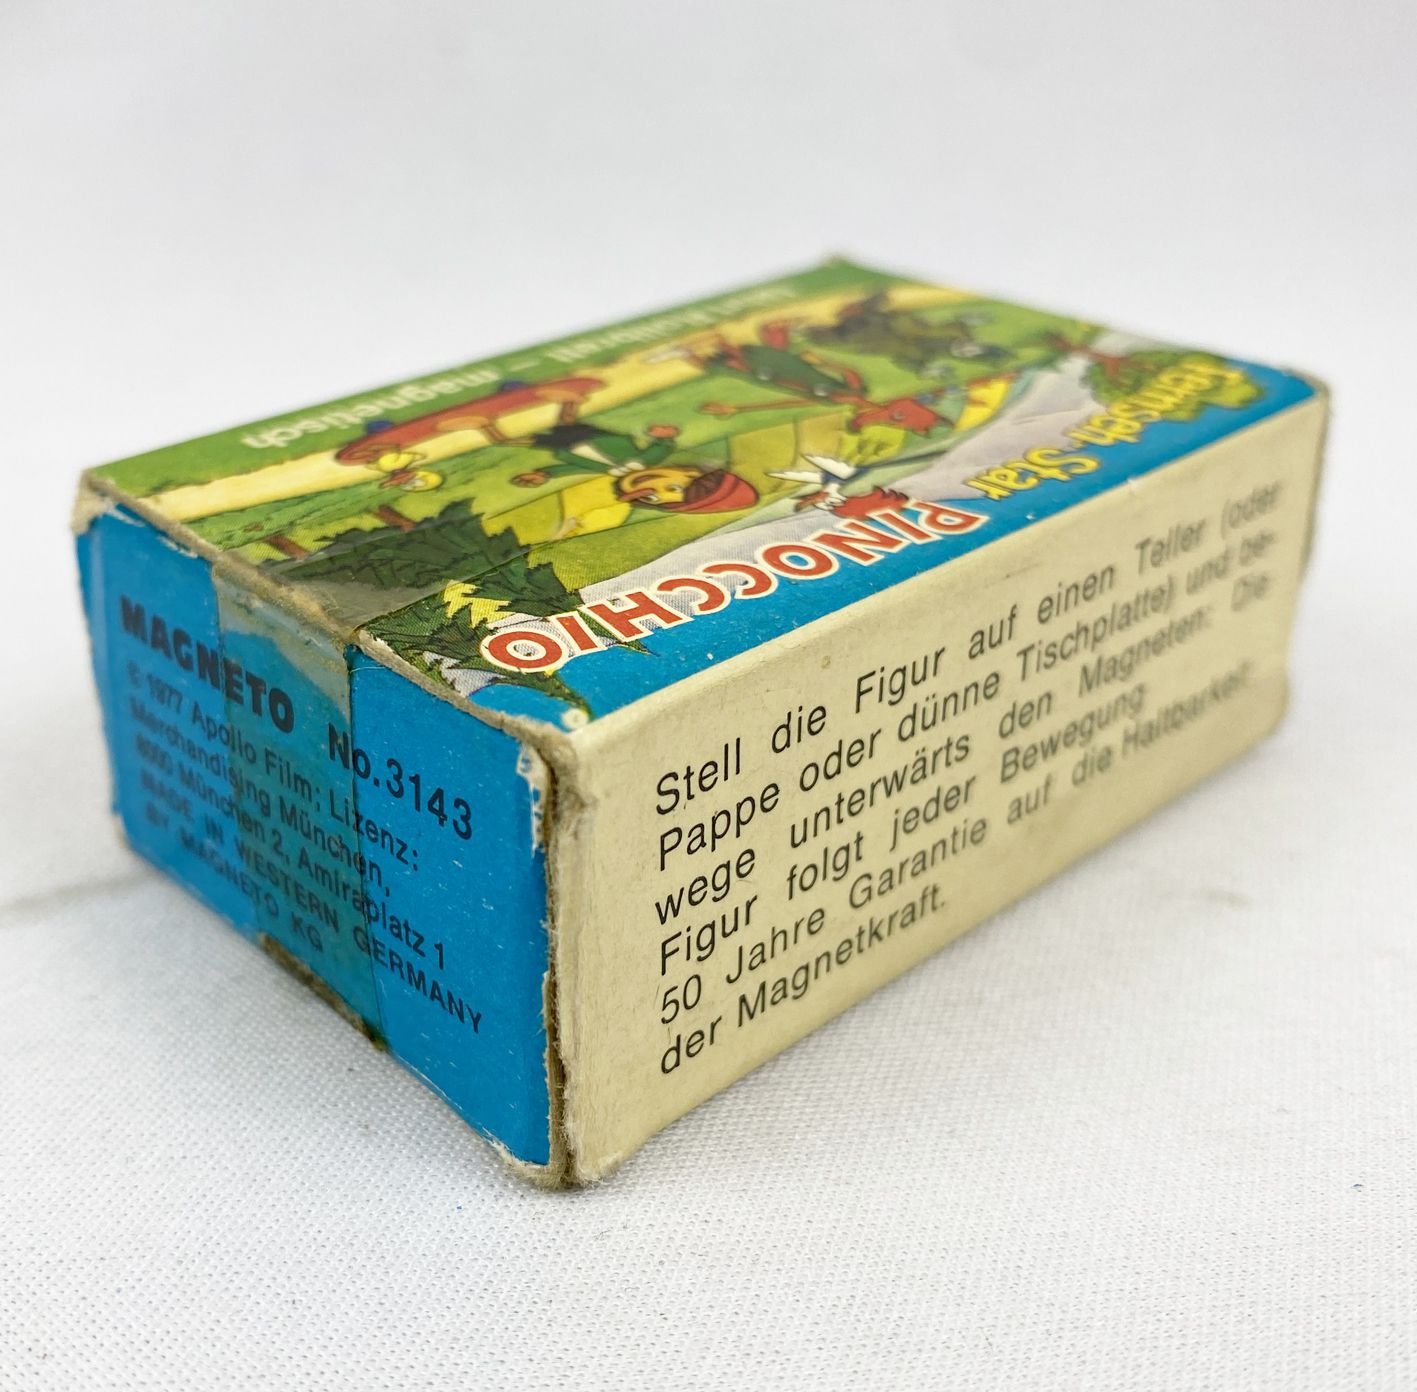 Fernseh-Star
PINOCCHIO
magnetisch
MAGNETO No.3143
© 1977 Apollo Film; Lizenz:
Merchandising München,
8000 München 2, Amiraplatz 1
MADE IN WESTERN GERMANY
BY MAGNETO KG
Stell die Figur auf einen Teller (oder
Pappe oder dünne Tischplatte) und be-
wege unterwärts den Magneten: Die
Figur folgt jeder Bewegung
50 Jahre Garantie auf die Haltbarkeit
der Magnetkraft.